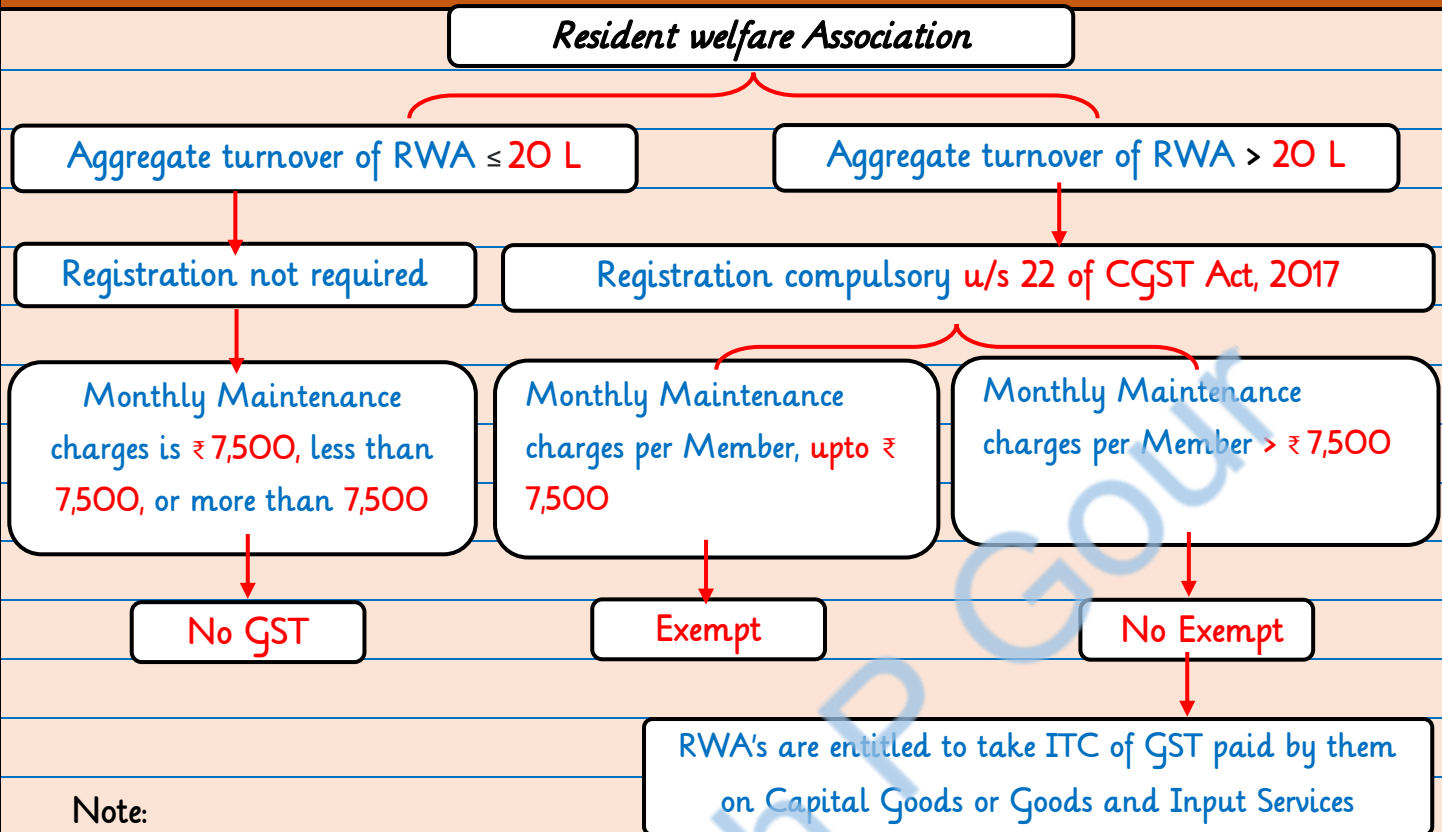 Resident welfare Association
Aggregate turnover of RWA ≤ 20 L
Aggregate turnover of RWA > 20 L
Registration not required
Registration compulsory u/s 22 of CGST Act, 2017
Monthly Maintenance
charges is ₹ 7,500, less than
7,500, or more than 7,500
Monthly Maintenance
charges per Member, upto ₹
7,500
Monthly Maintenance
charges per Member > ₹ 7,500
No GST
Exempt
No Exempt
RWA's are entitled to take ITC of GST paid by them
on Capital Goods or Goods and Input Services
Note:
h P Gour